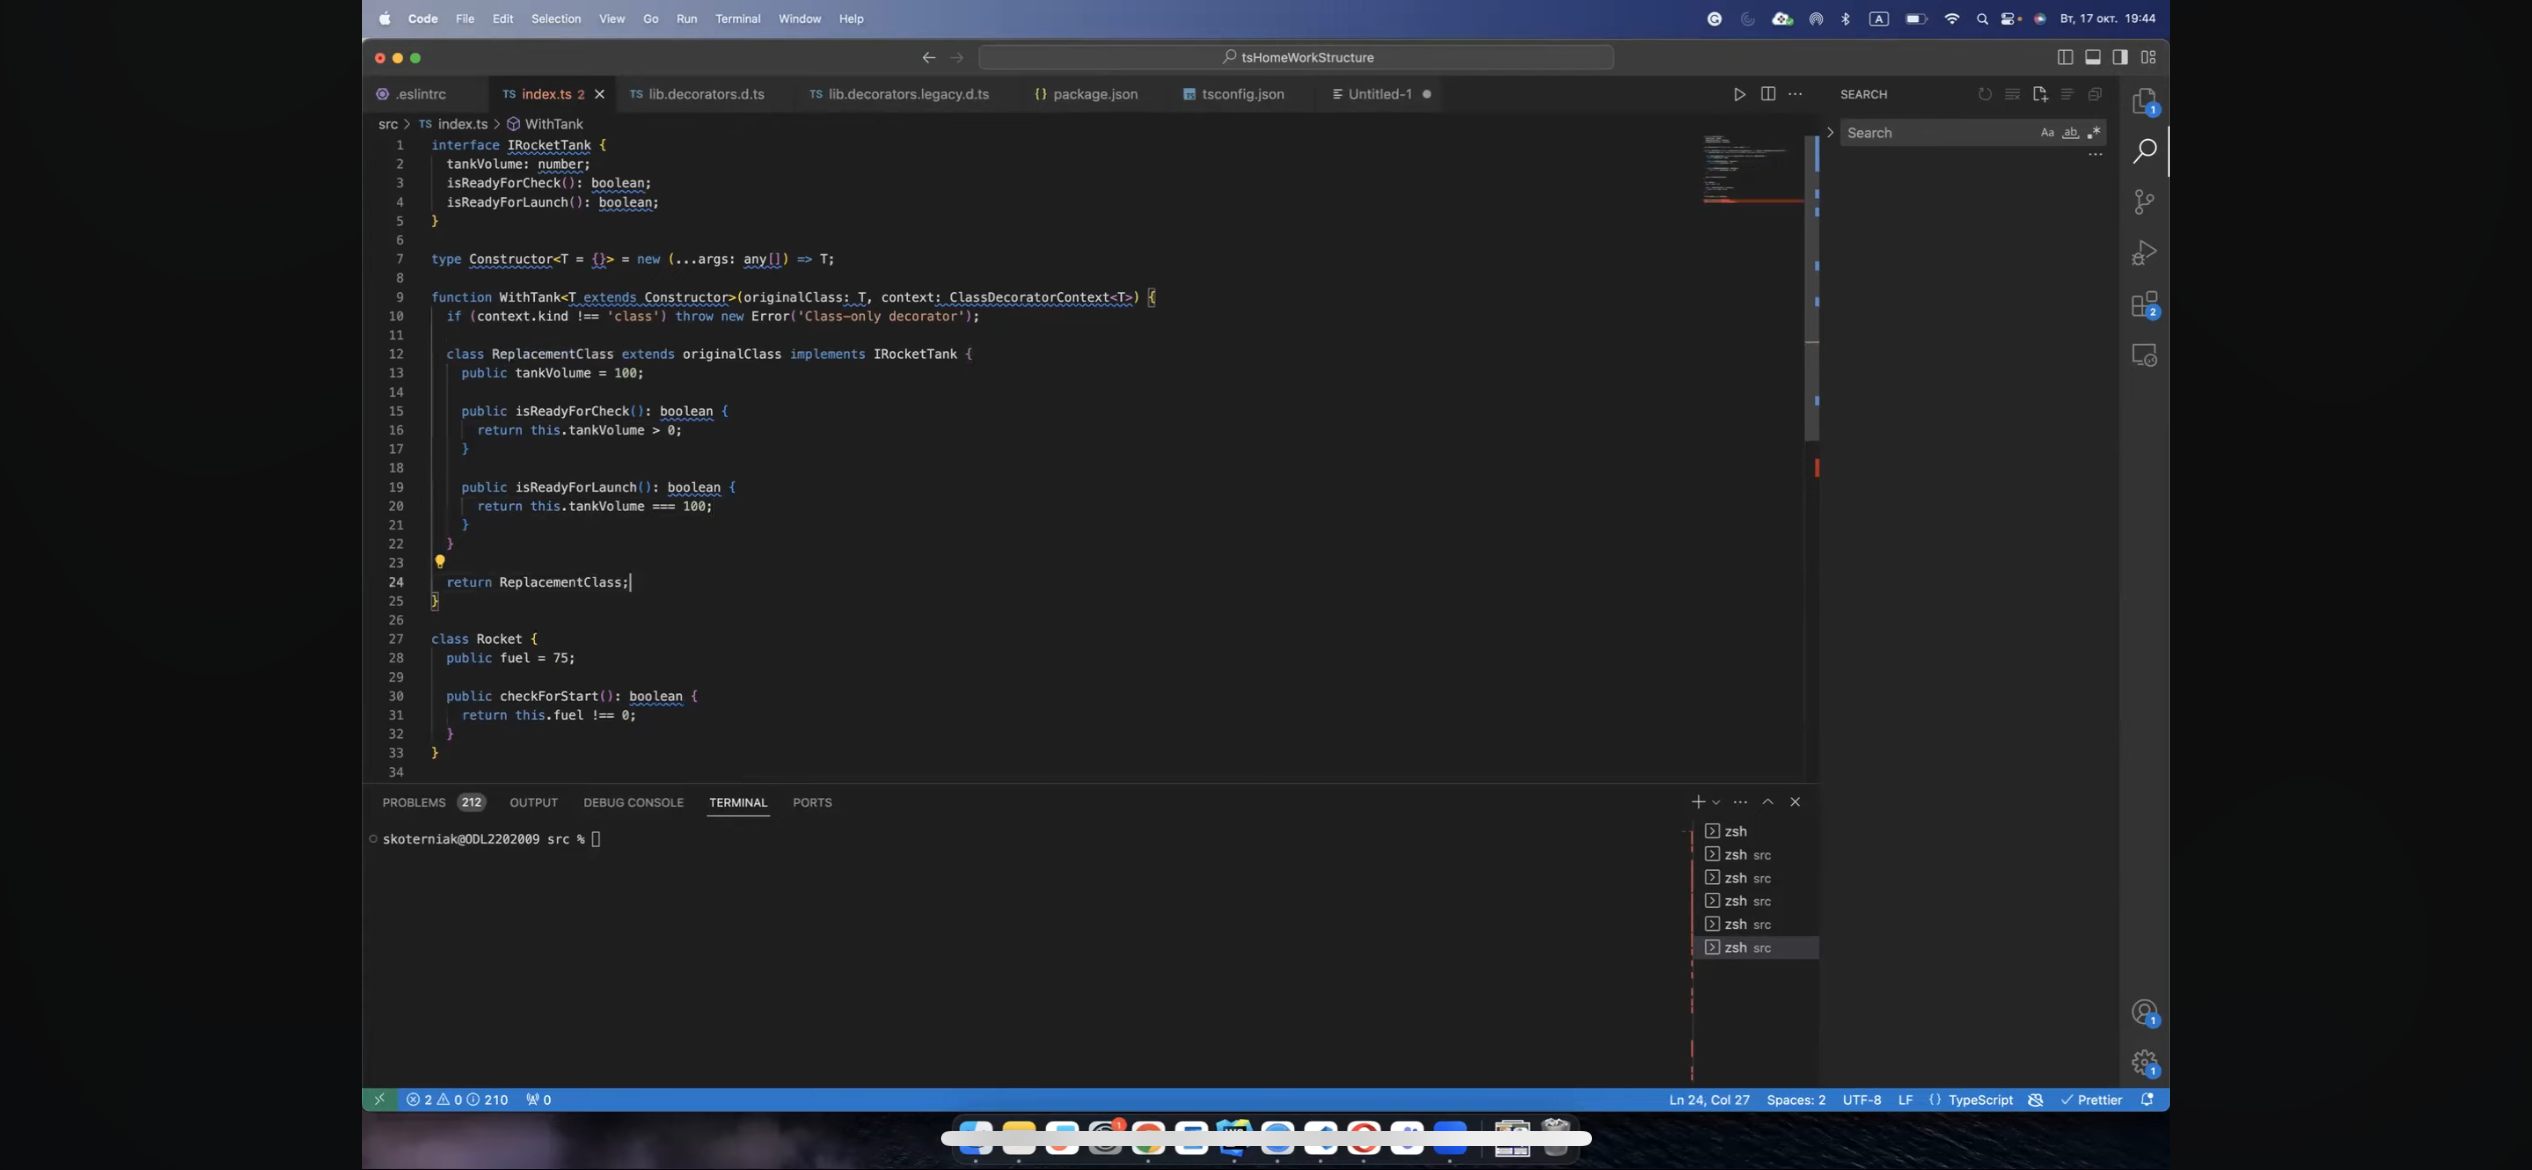 Code File Edit Selection View Go Run Terminal Window Help
A
Вт, 17 окт. 19:44
tsHomeWorkStructure
.eslintrc
TS index.ts 2
TS lib.decorators.d.ts
TS lib.decorators.legacy.d.ts
{} package.json
tsconfig.json
Untitled-1
SEARCH
src > TS index.ts > WithTank
Search
Aa ab
1 interface IRocketTank {
2 tankVolume: number;
3 isReadyForCheck(): boolean;
4 isReadyForLaunch(): boolean;
5 }
6
7 type Constructor<T = {}> = new (...args: any[]) => T;
8
9 function WithTank<T extends Constructor>(originalClass: T, context: ClassDecoratorContext<T>) {
10 if (context.kind !== 'class') throw new Error('Class-only decorator');
11
12 class ReplacementClass extends originalClass implements IRocketTank {
13 public tankVolume = 100;
14
15 public isReadyForCheck(): boolean {
16 return this.tankVolume > 0;
17 }
18
19 public isReadyForLaunch(): boolean {
20 return this.tankVolume === 100;
21 }
22 }
23
24 return ReplacementClass;
25 }
26
27 class Rocket {
28 public fuel = 75;
29
30 public checkForStart(): boolean {
31 return this.fuel !== 0;
32 }
33 }
34
PROBLEMS 212 OUTPUT DEBUG CONSOLE TERMINAL PORTS
skoterniak@ODL2202009 src %
zsh
zsh src
zsh src
zsh src
zsh src
zsh src
1
2
1
1
2 0 210 0
Ln 24, Col 27 Spaces: 2 UTF-8 LF {} TypeScript Prettier
1